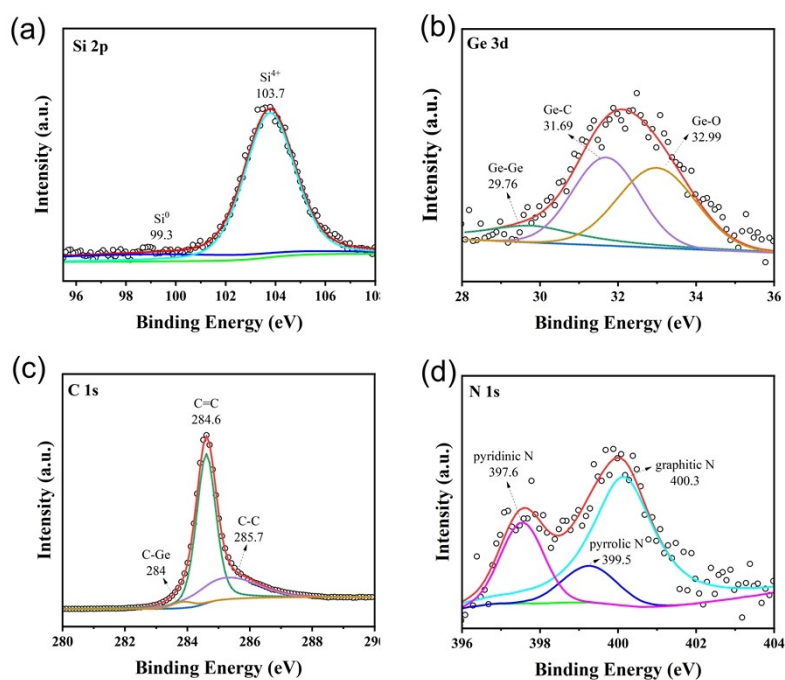 (a)
Si 2p
Si⁴⁺
103.7
Si⁰
99.3
Intensity (a.u.)
96 98 100 102 104 106 108
Binding Energy (eV)
(b)
Ge 3d
Ge-C
31.69
Ge-O
32.99
Ge-Ge
29.76
Intensity (a.u.)
28 30 32 34 36
Binding Energy (eV)
(c)
C 1s
C=C
284.6
C-C
285.7
C-Ge
284
Intensity (a.u.)
280 282 284 286 288 290
Binding Energy (eV)
(d)
N 1s
pyridinic N
397.6
graphitic N
400.3
pyrrolic N
399.5
Intensity (a.u.)
396 398 400 402 404
Binding Energy (eV)